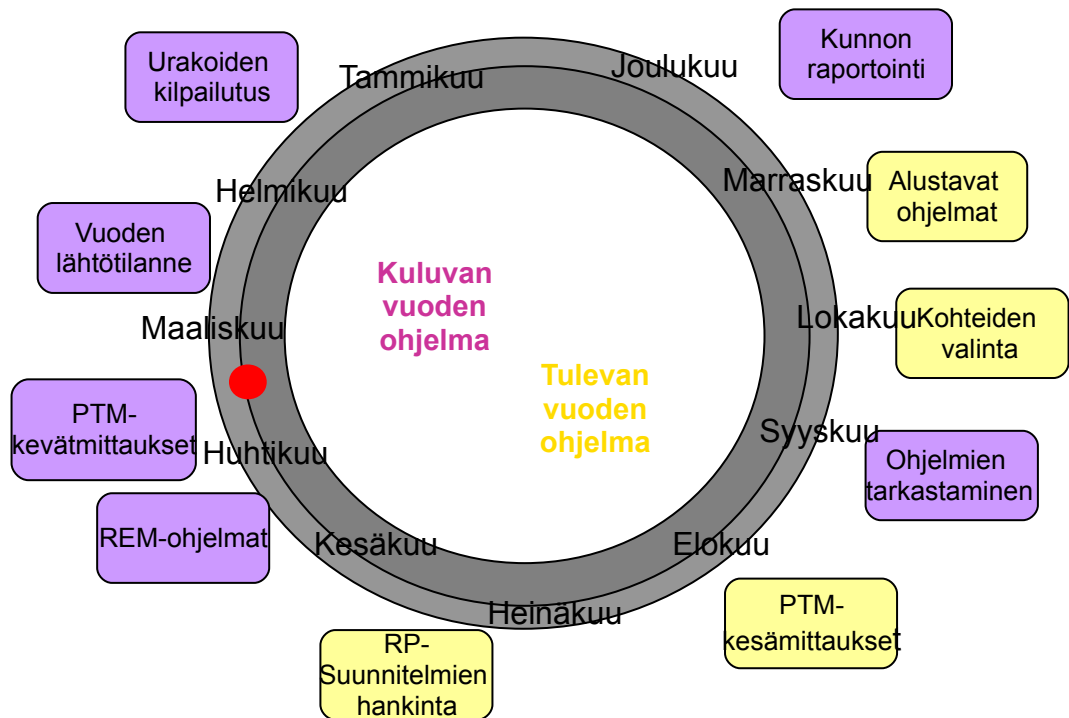 Urakoiden
kilpailutus
Tammikuu
Joulukuu
Kunnon
raportointi
Helmikuu
Marraskuu
Alustavat
ohjelmat
Vuoden
lähtötilanne
Kuluvan
vuoden
ohjelma
Maaliskuu
Lokakuu
Kohteiden
valinta
Tulevan
vuoden
ohjelma
PTM-
kevätmittaukset
Huhtikuu
Syyskuu
Ohjelmien
tarkastaminen
REM-ohjelmat
Kesäkuu
Elokuu
Heinäkuu
PTM-
kesämittaukset
RP-
Suunnitelmien
hankinta